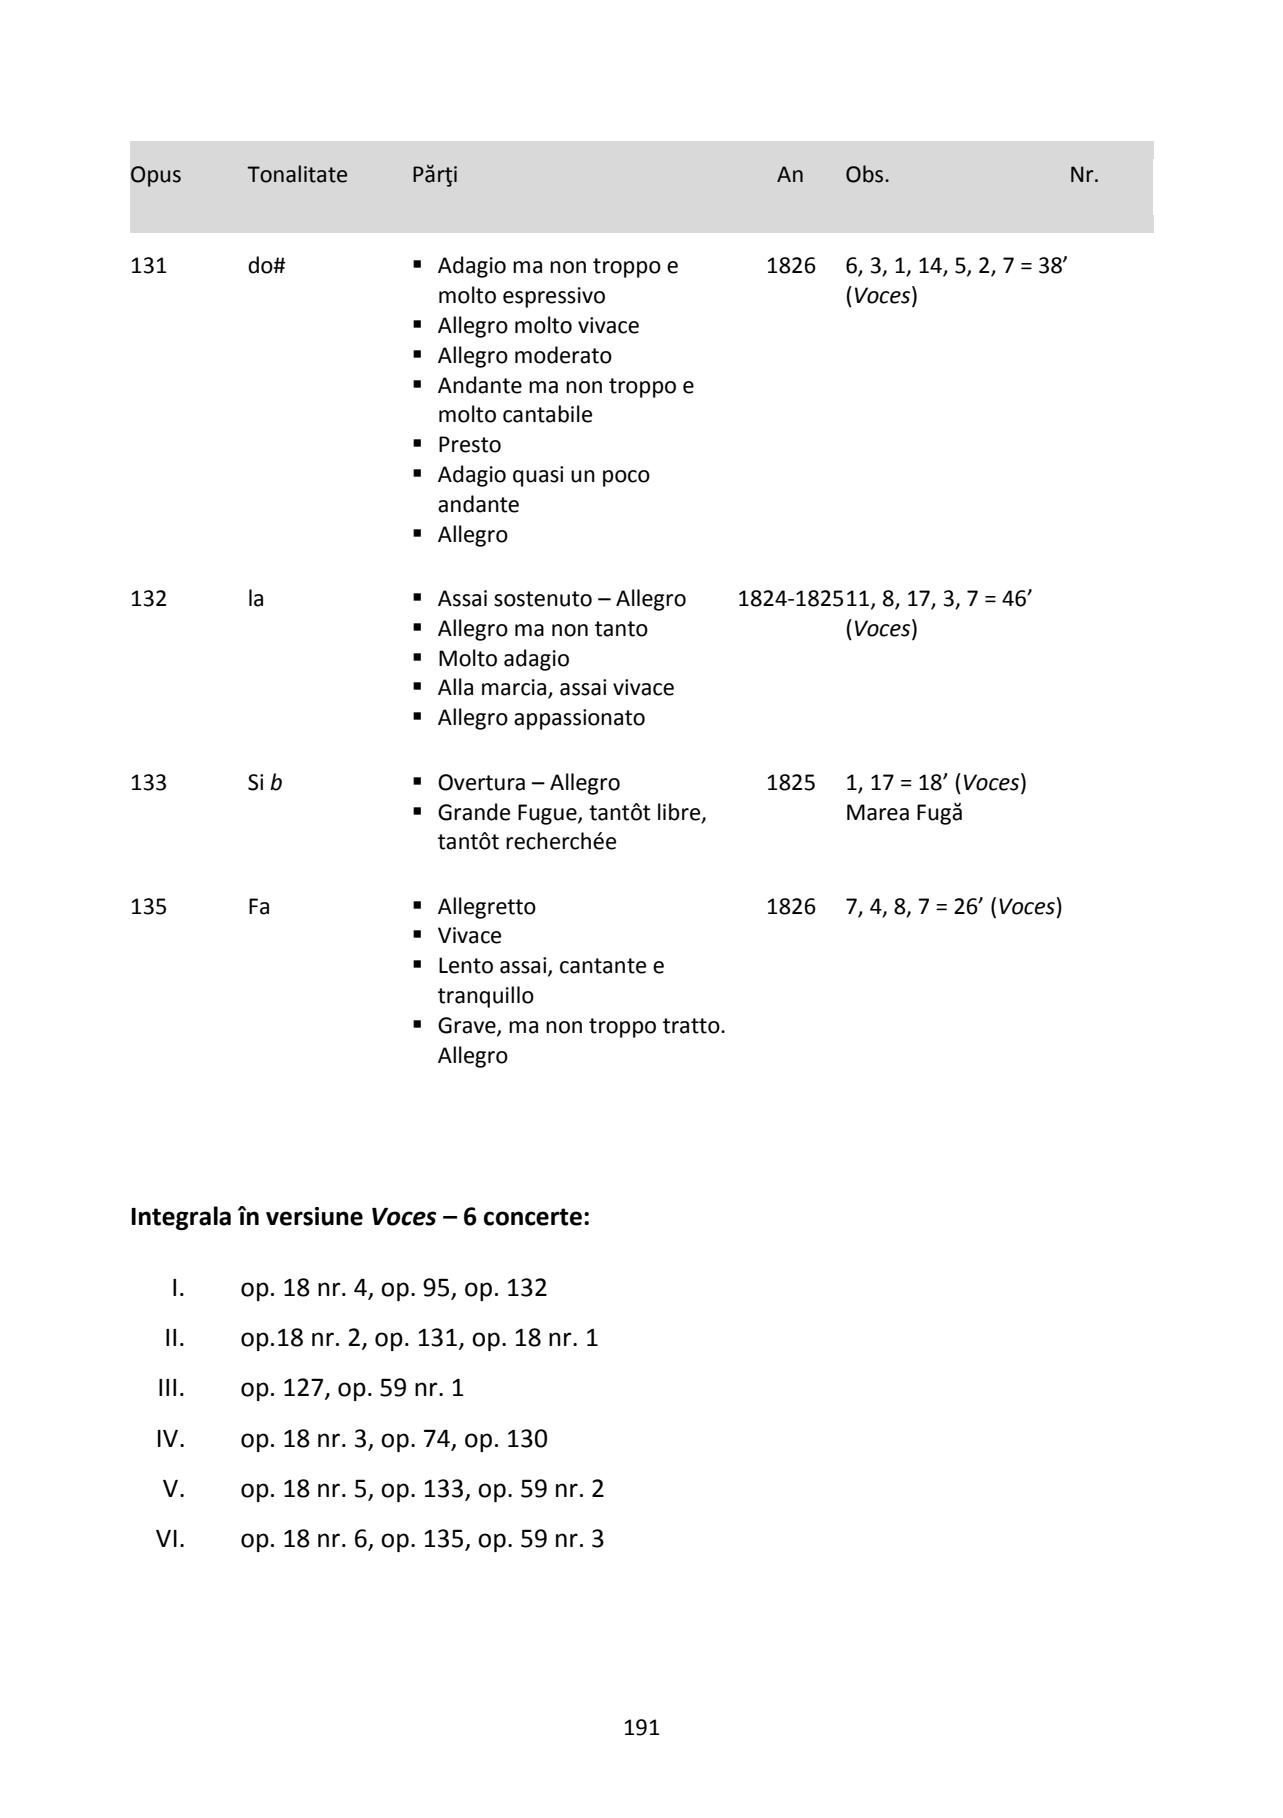 Opus Tonalitate Părţi An Obs. Nr.
131 do# ▪ Adagio ma non troppo e 1826 6, 3, 1, 14, 5, 2, 7 = 38’
molto espressivo (Voces)
▪ Allegro molto vivace
▪ Allegro moderato
▪ Andante ma non troppo e
molto cantabile
▪ Presto
▪ Adagio quasi un poco
andante
▪ Allegro
132 la ▪ Assai sostenuto – Allegro 1824-1825 11, 8, 17, 3, 7 = 46’
▪ Allegro ma non tanto (Voces)
▪ Molto adagio
▪ Alla marcia, assai vivace
▪ Allegro appassionato
133 Si b ▪ Overtura – Allegro 1825 1, 17 = 18’ (Voces)
▪ Grande Fugue, tantôt libre, Marea Fugă
tantôt recherchée
135 Fa ▪ Allegretto 1826 7, 4, 8, 7 = 26’ (Voces)
▪ Vivace
▪ Lento assai, cantante e
tranquillo
▪ Grave, ma non troppo tratto.
Allegro
Integrala în versiune Voces – 6 concerte:
I. op. 18 nr. 4, op. 95, op. 132
II. op.18 nr. 2, op. 131, op. 18 nr. 1
III. op. 127, op. 59 nr. 1
IV. op. 18 nr. 3, op. 74, op. 130
V. op. 18 nr. 5, op. 133, op. 59 nr. 2
VI. op. 18 nr. 6, op. 135, op. 59 nr. 3
191